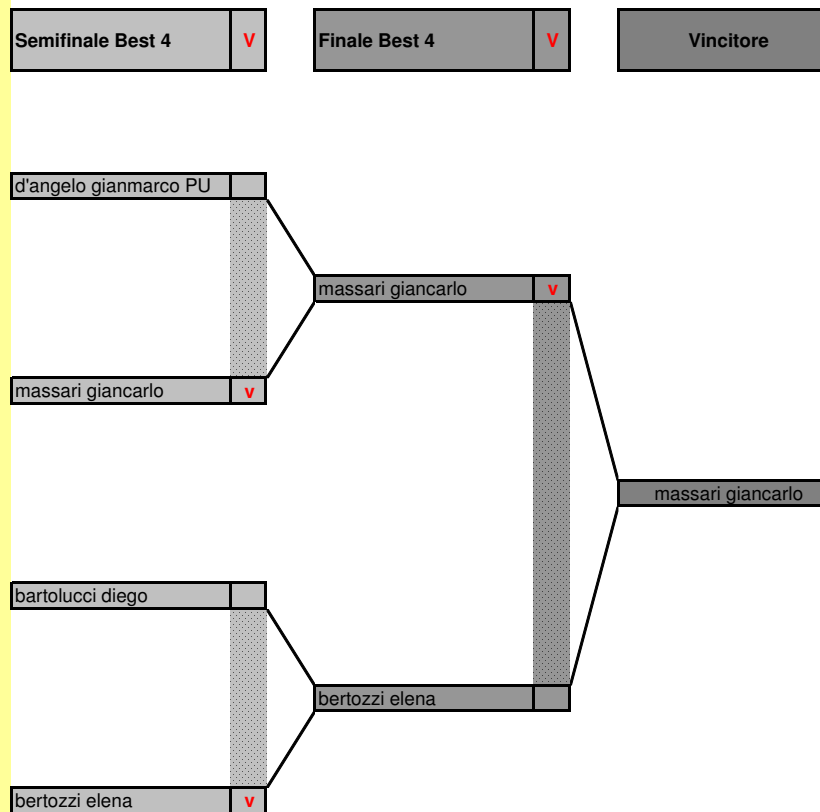 Semifinale Best 4 V Finale Best 4 V Vincitore
d'angelo gianmarco PU
massari giancarlo v
massari giancarlo v
massari giancarlo
bartolucci diego
bertozzi elena
bertozzi elena v